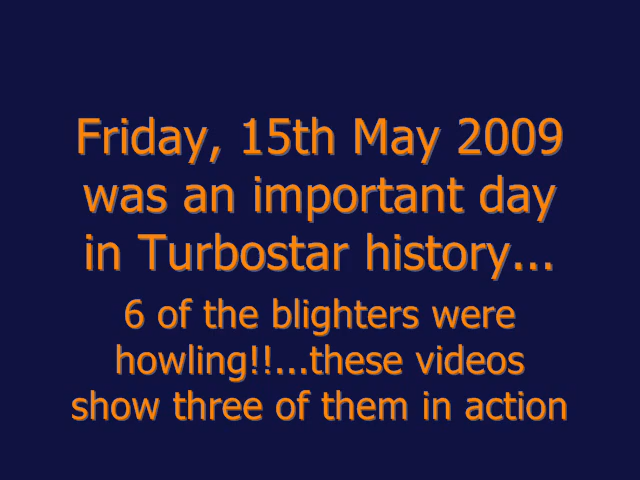 Friday, 15th May 2009
was an important day
in Turbostar history...
6 of the blighters were
howling!!...these videos
show three of them in action